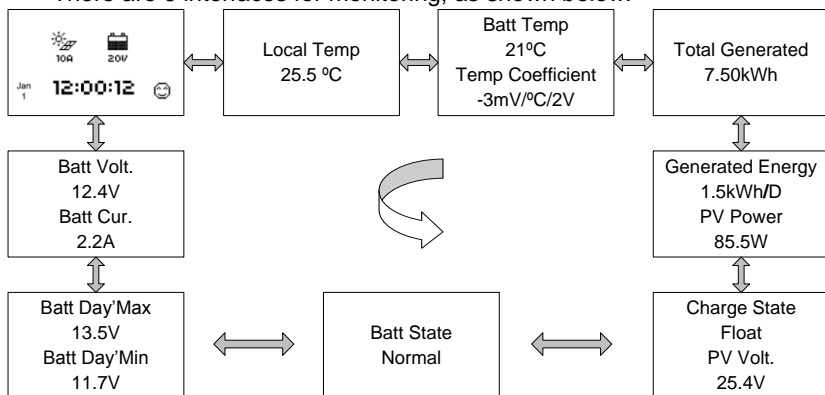 There are interfaces for monitoring, as shown below
10A
20V
Jan
1
12:00:12
Local Temp
25.5 ºC
Batt Temp
21ºC
Temp Coefficient
-3mV/ºC/2V
Total Generated
7.50kWh
Batt Volt.
12.4V
Batt Cur.
2.2A
Generated Energy
1.5kWh/D
PV Power
85.5W
Batt Day'Max
13.5V
Batt Day'Min
11.7V
Batt State
Normal
Charge State
Float
PV Volt.
25.4V